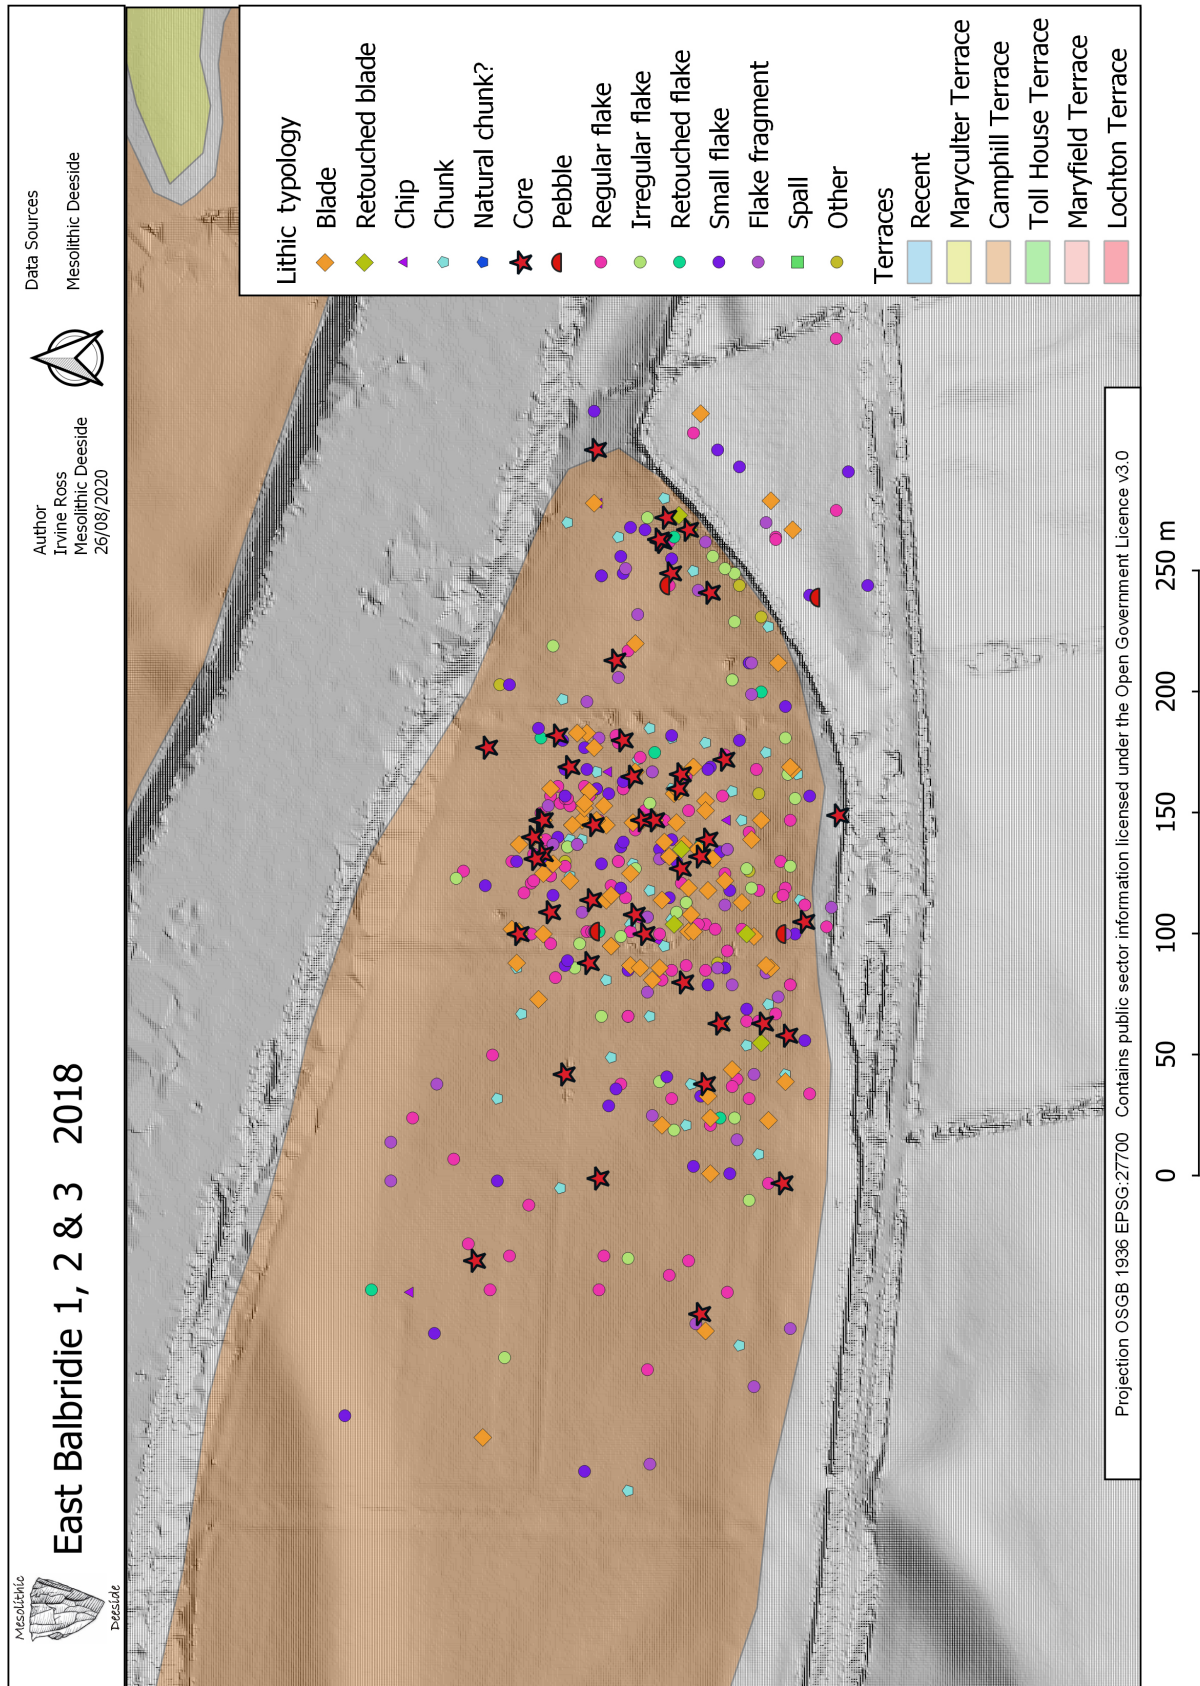 Mesolithic
Deeside
East Balbridie 1, 2 & 3   2018
Author
Irvine Ross
Mesolithic Deeside
26/08/2020
Data Sources
Mesolithic Deeside
Lithic typology
Blade
Retouched blade
Chip
Chunk
Natural chunk?
Core
Pebble
Regular flake
Irregular flake
Retouched flake
Small flake
Flake fragment
Spall
Other
Terraces
Recent
Maryculter Terrace
Camphill Terrace
Toll House Terrace
Maryfield Terrace
Lochton Terrace
Projection OSGB 1936 EPSG:27700   Contains public sector information licensed under the Open Government Licence v3.0
0 50 100 150 200 250 m